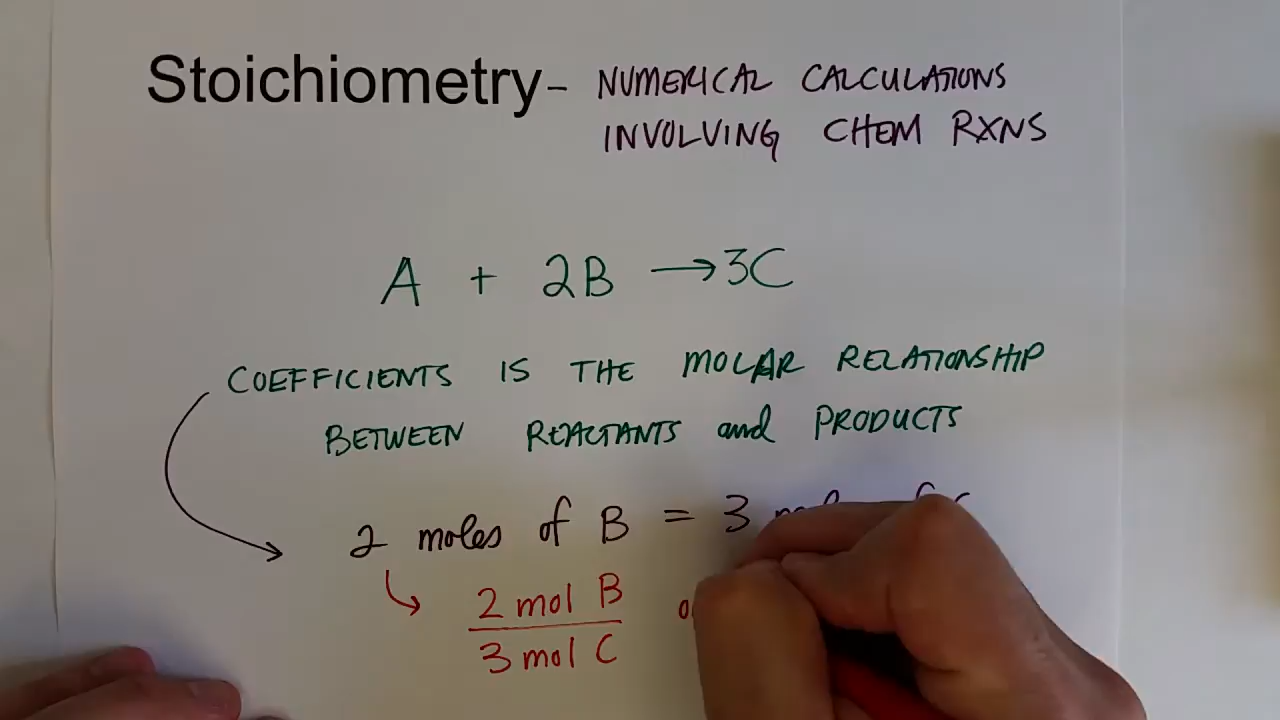 Stoichiometry - NUMERICAL CALCULATIONS
INVOLVING CHEM RXNS
A + 2B → 3C
COEFFICIENTS IS THE MOLAR RELATIONSHIP
BETWEEN REACTANTS and PRODUCTS
2 moles of B = 3
2 mol B
3 mol C